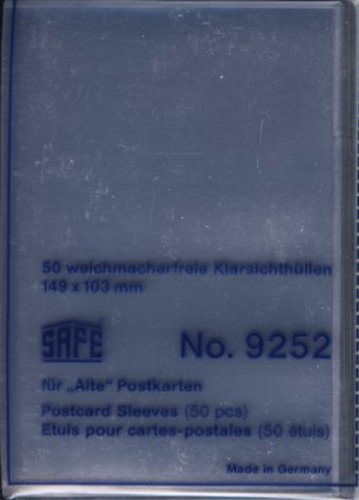 50 weichmacherfreie Klarsichthüllen
149 x 103 mm
SAFE
No. 9252
für „Alte" Postkarten
Postcard Sleeves (50 pcs)
Etuis pour cartes-postales (50 étuis)
Made in Germany